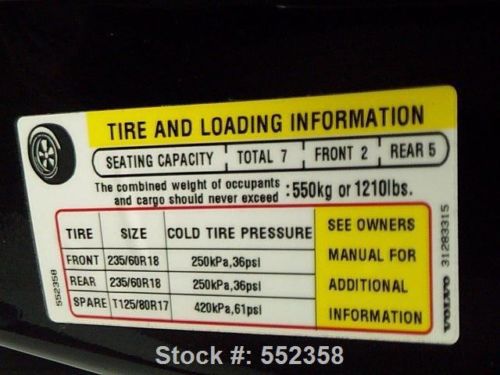 TIRE AND LOADING INFORMATION
SEATING CAPACITY TOTAL 7 FRONT 2 REAR 5
The combined weight of occupants
and cargo should never exceed :550kg or 1210lbs.
TIRE SIZE COLD TIRE PRESSURE
FRONT 235/60R18 250kPa,36psi
REAR 235/60R18 250kPa,36psi
SPARE T125/80R17 420kPa,61psi
SEE OWNERS
MANUAL FOR
ADDITIONAL
INFORMATION
552358
VOLVO 31283315
Stock #: 552358